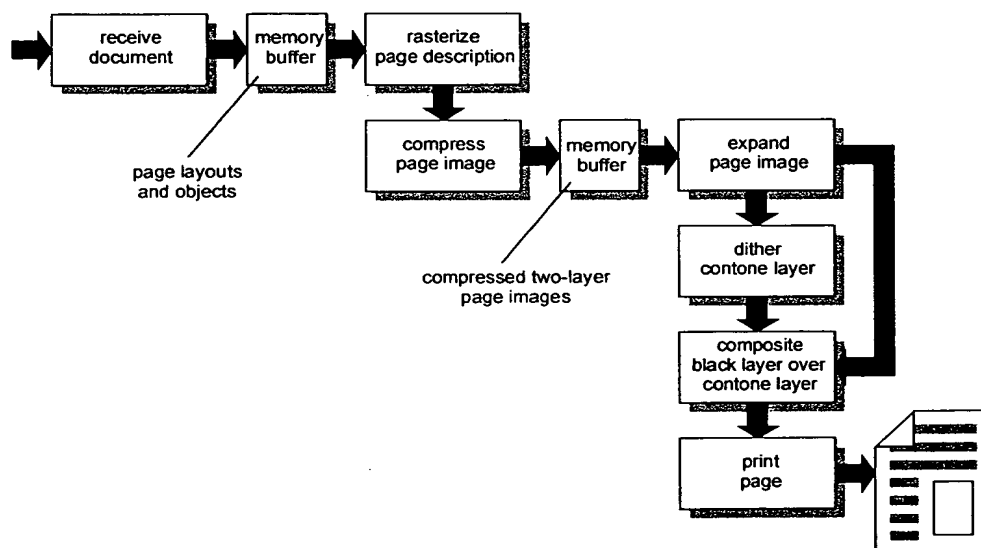 receive
document
memory
buffer
rasterize
page description
compress
page image
memory
buffer
expand
page image
page layouts
and objects
dither
contone layer
compressed two-layer
page images
composite
black layer over
contone layer
print
page